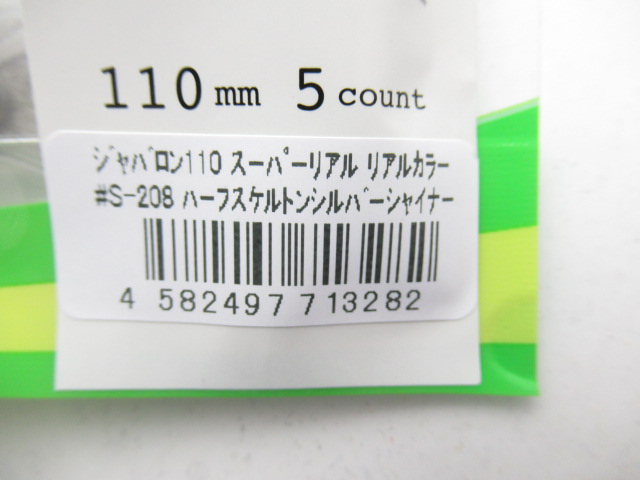 110mm 5 count
ｼﾞｬﾊﾞﾛﾝ110 ｽｰﾊﾟｰﾘｱﾙ ﾘｱﾙｶﾗｰ
#S-208 ﾊｰﾌｽｹﾙﾄﾝｼﾙﾊﾞｰｼｬｲﾅｰ
4 582497 713282